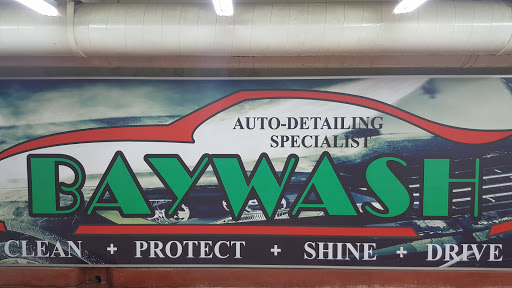 AUTO-DETAILING
SPECIALIST
BAYWASH
CLEAN + PROTECT + SHINE + DRIVE